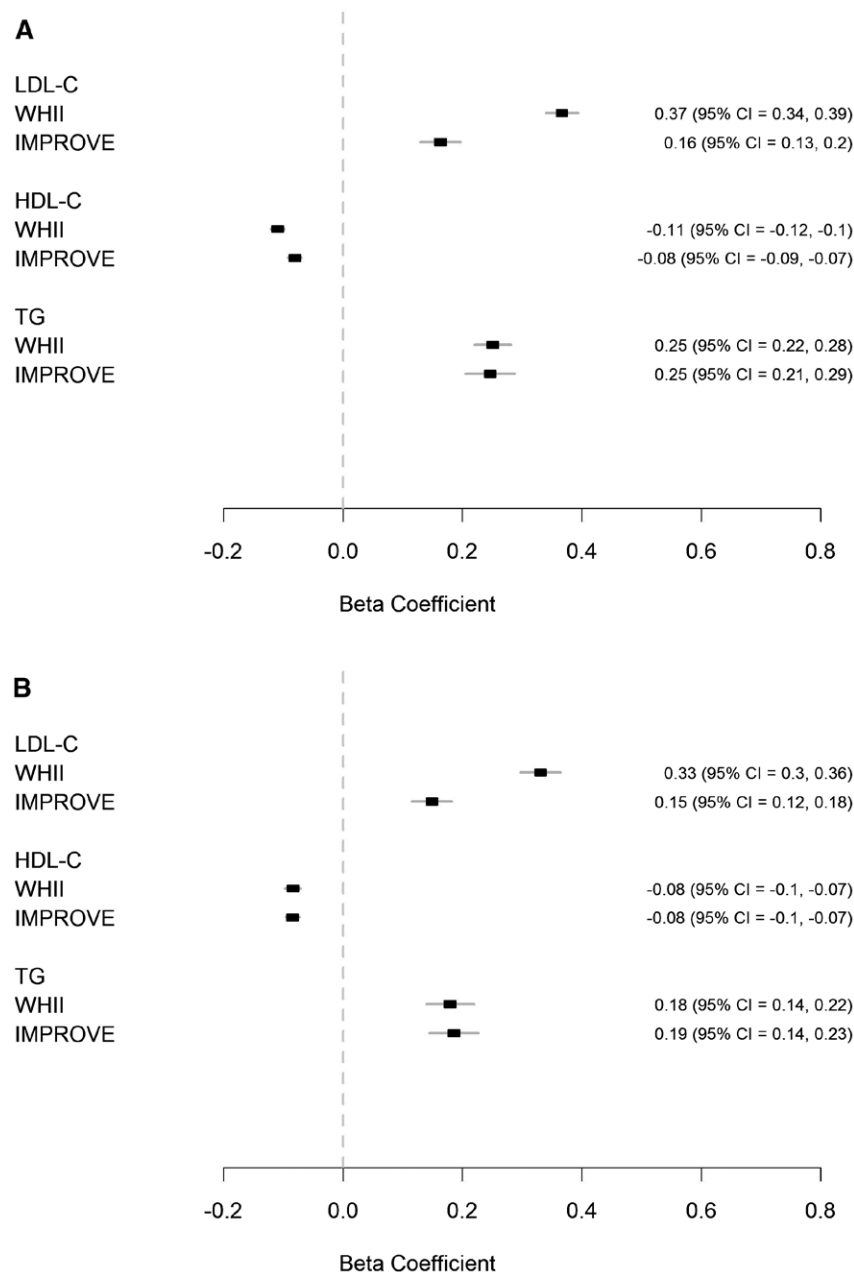 A
LDL-C
WHII 0.37 (95% CI = 0.34, 0.39)
IMPROVE 0.16 (95% CI = 0.13, 0.2)
HDL-C
WHII -0.11 (95% CI = -0.12, -0.1)
IMPROVE -0.08 (95% CI = -0.09, -0.07)
TG
WHII 0.25 (95% CI = 0.22, 0.28)
IMPROVE 0.25 (95% CI = 0.21, 0.29)
-0.2 0.0 0.2 0.4 0.6 0.8
Beta Coefficient
B
LDL-C
WHII 0.33 (95% CI = 0.3, 0.36)
IMPROVE 0.15 (95% CI = 0.12, 0.18)
HDL-C
WHII -0.08 (95% CI = -0.1, -0.07)
IMPROVE -0.08 (95% CI = -0.1, -0.07)
TG
WHII 0.18 (95% CI = 0.14, 0.22)
IMPROVE 0.19 (95% CI = 0.14, 0.23)
-0.2 0.0 0.2 0.4 0.6 0.8
Beta Coefficient